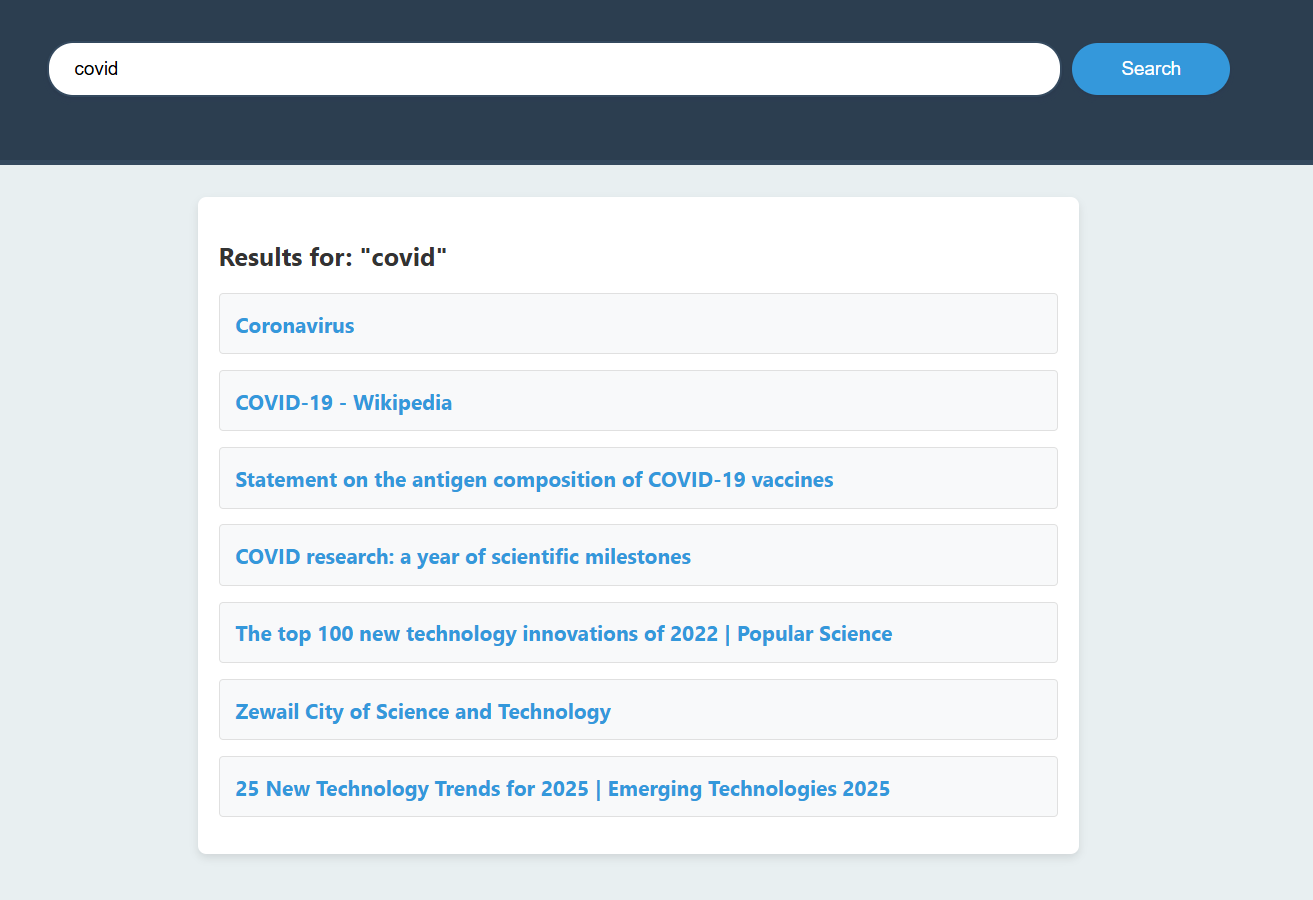 covid
Search
Results for: "covid"
Coronavirus
COVID-19 - Wikipedia
Statement on the antigen composition of COVID-19 vaccines
COVID research: a year of scientific milestones
The top 100 new technology innovations of 2022 | Popular Science
Zewail City of Science and Technology
25 New Technology Trends for 2025 | Emerging Technologies 2025